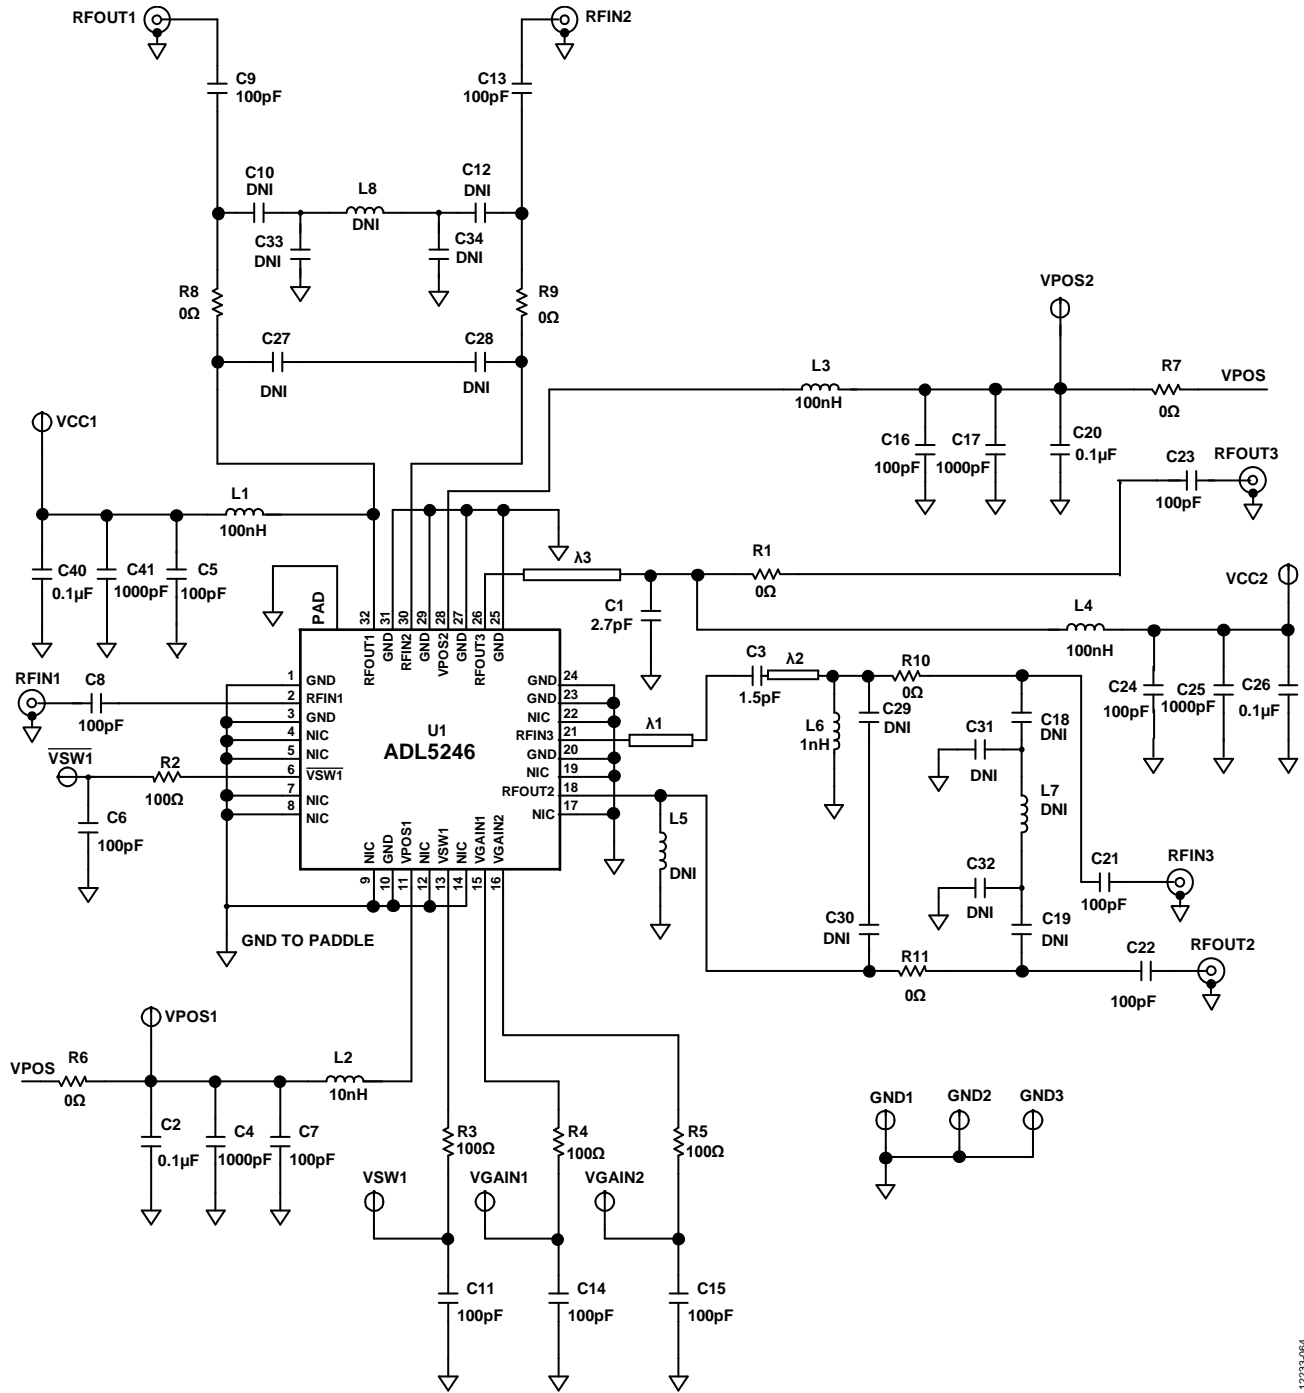 RFOUT1
RFIN2
C9
100pF
C13
100pF
C10
DNI
L8
DNI
C12
DNI
C33
DNI
C34
DNI
R8
0Ω
R9
0Ω
C27
DNI
C28
DNI
VPOS2
L3
100nH
R7
0Ω
VPOS
C16
100pF
C17
1000pF
C20
0.1µF
C23
100pF
RFOUT3
VCC1
L1
100nH
C40
0.1µF
C41
1000pF
C5
100pF
PAD
λ3
R1
0Ω
C1
2.7pF
VCC2
L4
100nH
C24
100pF
C25
1000pF
C26
0.1µF
32
31
30
29
28
27
26
25
RFOUT1
GND
RFIN2
GND
VPOS2
GND
RFOUT3
GND
RFIN1
C8
100pF
1
GND
2
RFIN1
3
GND
4
NIC
5
NIC
6
VSW1
7
NIC
8
NIC
U1
ADL5246
GND
24
GND
23
NIC
22
RFIN3
21
GND
20
NIC
19
RFOUT2
18
NIC
17
VSW1
R2
100Ω
C6
100pF
NIC
GND
VPOS1
NIC
VSW1
NIC
VGAIN1
VGAIN2
9
10
11
12
13
14
15
16
GND TO PADDLE
λ1
C3
1.5pF
λ2
L6
1nH
R10
0Ω
C29
DNI
C31
DNI
C18
DNI
L7
DNI
L5
DNI
C32
DNI
C30
DNI
C19
DNI
C21
100pF
RFIN3
R11
0Ω
C22
100pF
RFOUT2
VPOS1
VPOS
R6
0Ω
L2
10nH
C2
0.1µF
C4
1000pF
C7
100pF
R3
100Ω
R4
100Ω
R5
100Ω
VSW1
VGAIN1
VGAIN2
C11
100pF
C14
100pF
C15
100pF
GND1
GND2
GND3
12233-064